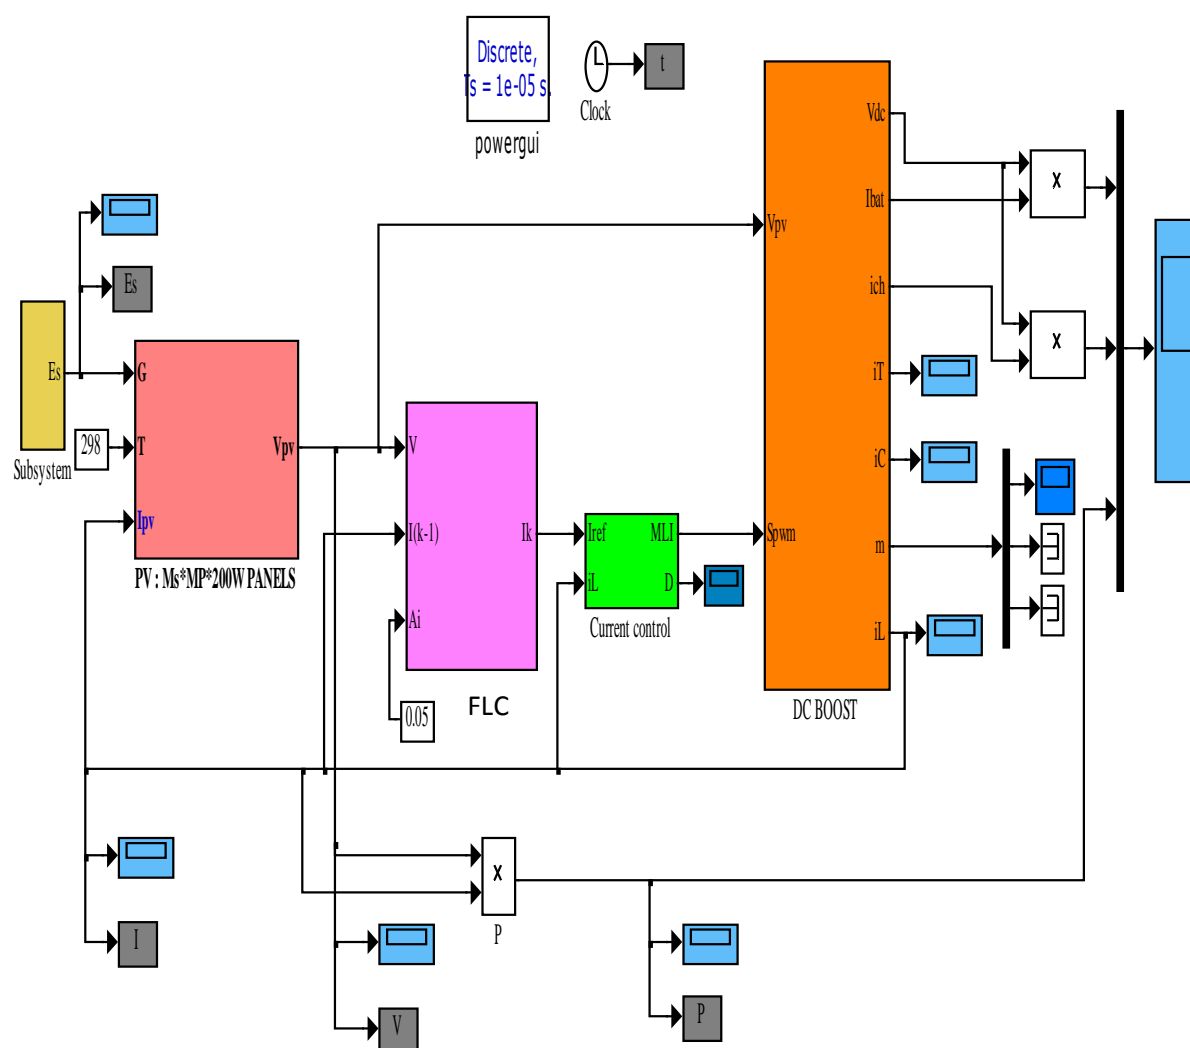 Discrete,
Ts = 1e-05 s.
powergui
Clock
t
Vdc
Ibat
Vpv
ich
iT
iC
m
iL
Spwm
DC BOOST
X
X
Es
Es
Subsystem
298
G
T
Ipv
Vpv
PV : Ms*MP*200W PANELS
V
I(k-1)
Ai
Ik
FLC
0.05
Iref
iL
MLI
D
Current control
X
P
I
V
P